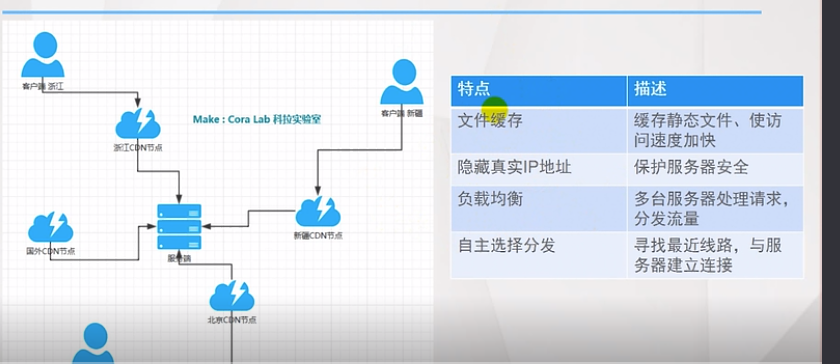 客户端 浙江
客户端 新疆
Make : Cora Lab 科拉实验室
浙江CDN节点
新疆CDN节点
国外CDN节点
服务端
北京CDN节点
特点 描述
文件缓存 缓存静态文件、使访
问速度加快
隐藏真实IP地址 保护服务器安全
负载均衡 多台服务器处理请求，
分发流量
自主选择分发 寻找最近线路，与服
务器建立连接